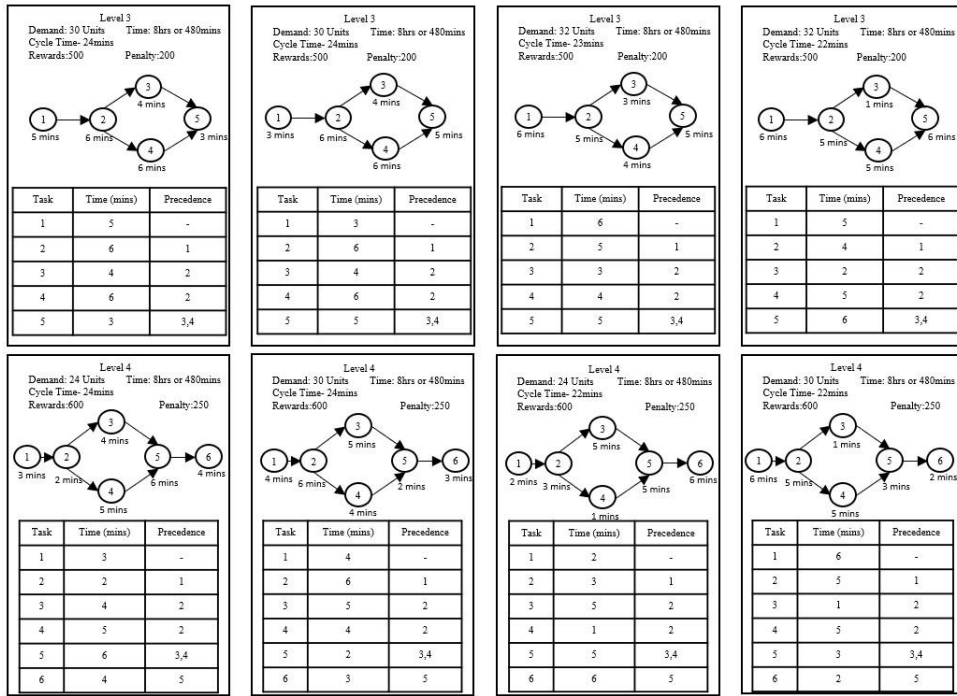 Level 3
Demand: 30 Units Time: 8hrs or 480mins
Cycle Time- 24mins
Rewards:500 Penalty:200
3
4 mins
1 2 5
5 mins 6 mins 3 mins
4
6 mins
Task Time (mins) Precedence
1 5 -
2 6 1
3 4 2
4 6 2
5 3 3,4
Level 3
Demand: 30 Units Time: 8hrs or 480mins
Cycle Time- 24mins
Rewards:500 Penalty:200
3
4 mins
1 2 5
3 mins 6 mins 5 mins
4
6 mins
Task Time (mins) Precedence
1 3 -
2 6 1
3 4 2
4 6 2
5 5 3,4
Level 3
Demand: 32 Units Time: 8hrs or 480mins
Cycle Time- 23mins
Rewards:500 Penalty:200
3
3 mins
1 2 5
6 mins 5 mins 5 mins
4
4 mins
Task Time (mins) Precedence
1 6 -
2 5 1
3 3 2
4 4 2
5 5 3,4
Level 3
Demand: 32 Units Time: 8hrs or 480mins
Cycle Time- 22mins
Rewards:500 Penalty:200
3
1 mins
1 2 5
6 mins 5 mins 6 mins
4
5 mins
Task Time (mins) Precedence
1 5 -
2 4 1
3 2 2
4 5 2
5 6 3,4
Level 4
Demand: 24 Units Time: 8hrs or 480mins
Cycle Time- 24mins
Rewards:600 Penalty:250
3
4 mins
1 2 5 6
3 mins 2 mins 6 mins 4 mins
4
5 mins
Task Time (mins) Precedence
1 3 -
2 2 1
3 4 2
4 5 2
5 6 3,4
6 4 5
Level 4
Demand: 30 Units Time: 8hrs or 480mins
Cycle Time- 24mins
Rewards:600 Penalty:250
3
5 mins
1 2 5 6
4 mins 6 mins 2 mins 3 mins
4
4 mins
Task Time (mins) Precedence
1 4 -
2 6 1
3 5 2
4 4 2
5 2 3,4
6 3 5
Level 4
Demand: 24 Units Time: 8hrs or 480mins
Cycle Time- 22mins
Rewards:600 Penalty:250
3
5 mins
1 2 5 6
2 mins 3 mins 5 mins 6 mins
4
1 mins
Task Time (mins) Precedence
1 2 -
2 3 1
3 5 2
4 1 2
5 5 3,4
6 6 5
Level 4
Demand: 30 Units Time: 8hrs or 480mins
Cycle Time- 22mins
Rewards:600 Penalty:250
3
1 mins
1 2 5 6
6 mins 5 mins 3 mins 2 mins
4
5 mins
Task Time (mins) Precedence
1 6 -
2 5 1
3 1 2
4 5 2
5 3 3,4
6 2 5